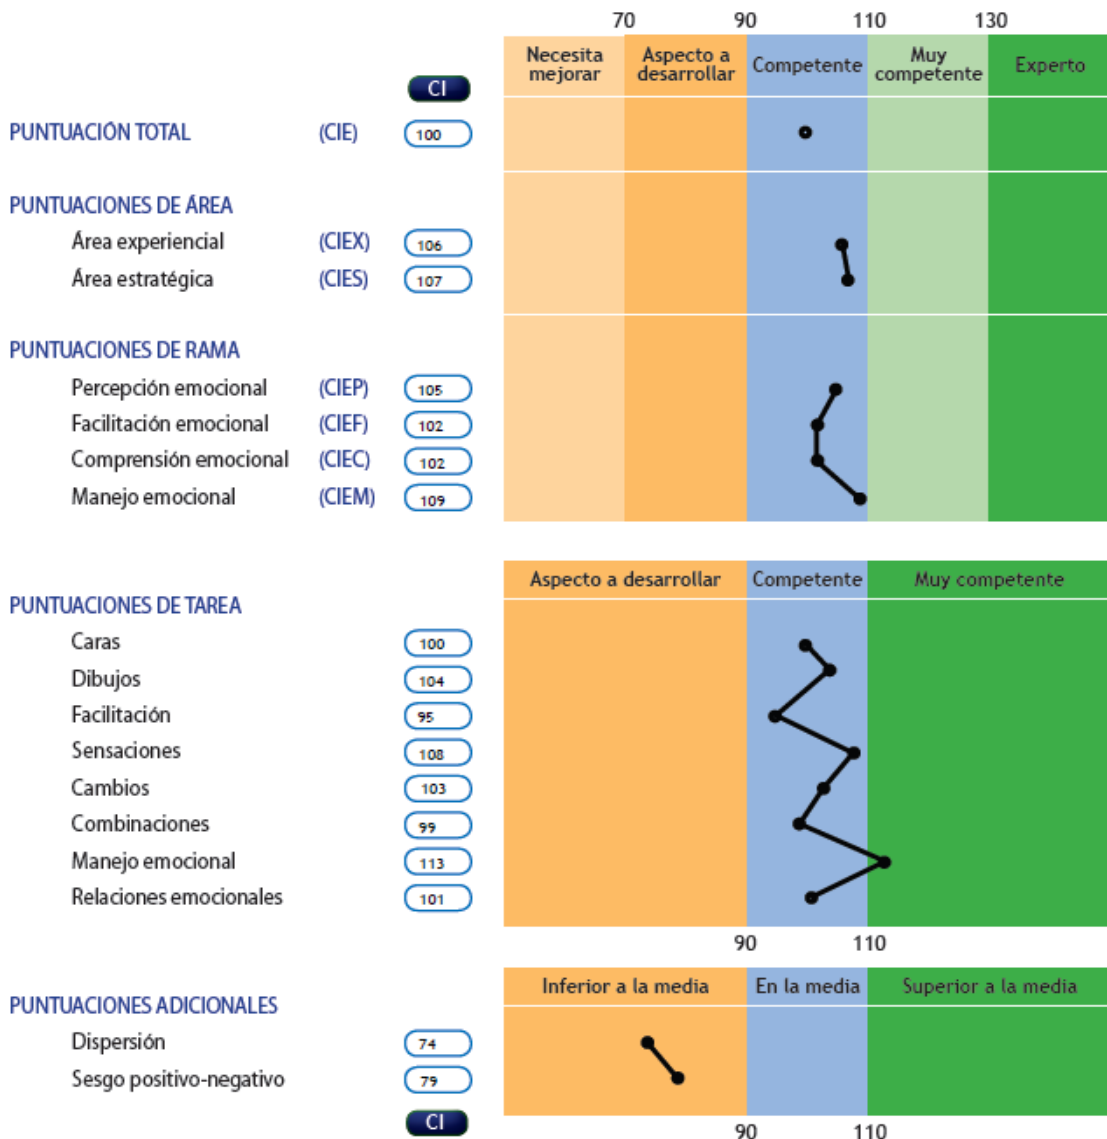 70 90 110 130
Necesita mejorar Aspecto a desarrollar Competente Muy competente Experto
CI
PUNTUACIÓN TOTAL (CIE) 100
PUNTUACIONES DE ÁREA
Área experiencial (CIEX) 106
Área estratégica (CIES) 107
PUNTUACIONES DE RAMA
Percepción emocional (CIEP) 105
Facilitación emocional (CIEF) 102
Comprensión emocional (CIEC) 102
Manejo emocional (CIEM) 109
Aspecto a desarrollar Competente Muy competente
PUNTUACIONES DE TAREA
Caras 100
Dibujos 104
Facilitación 95
Sensaciones 108
Cambios 103
Combinaciones 99
Manejo emocional 113
Relaciones emocionales 101
90 110
Inferior a la media En la media Superior a la media
PUNTUACIONES ADICIONALES
Dispersión 74
Sesgo positivo-negativo 79
CI
90 110